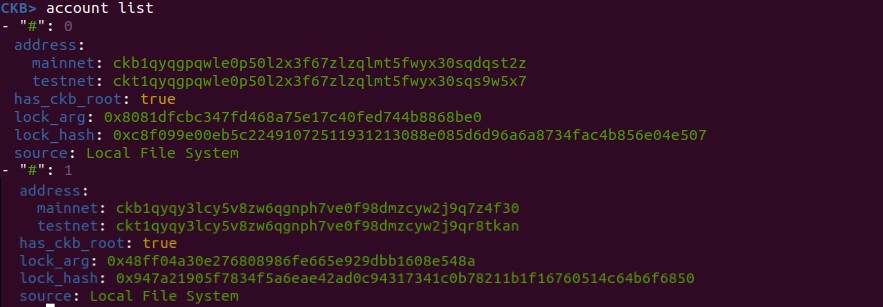 CKB> account list
- "#": 0
address:
mainnet: ckb1qyqgpqwle0p50l2x3f67zlzqlmt5fwyx30sqdqst2z
testnet: ckt1qyqgpqwle0p50l2x3f67zlzqlmt5fwyx30sqs9w5x7
has_ckb_root: true
lock_arg: 0x8081dfcbc347fd468a75e17c40fed744b8868be0
lock_hash: 0xc8f099e00eb5c22491072511931213088e085d6d96a6a8734fac4b856e04e507
source: Local File System
- "#": 1
address:
mainnet: ckb1qyqy3lcy5v8zw6qgnph7ve0f98dmzcyw2j9q7z4f30
testnet: ckt1qyqy3lcy5v8zw6qgnph7ve0f98dmzcyw2j9qr8tkan
has_ckb_root: true
lock_arg: 0x48ff04a30e276808986fe665e929dbb1608e548a
lock_hash: 0x947a21905f7834f5a6eae42ad0c94317341c0b78211b1f16760514c64b6f6850
source: Local File System